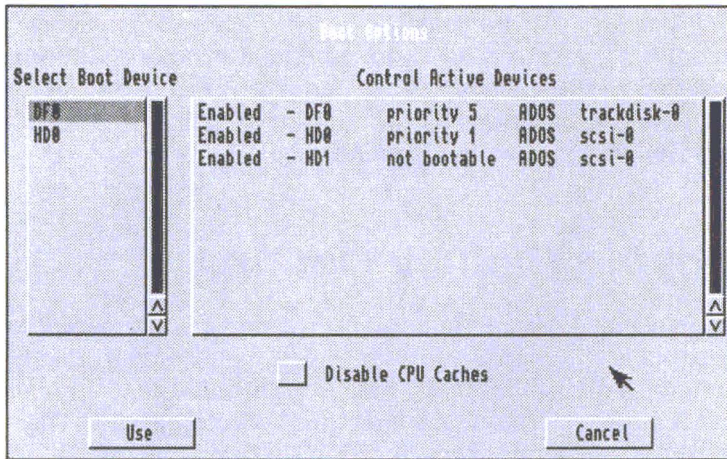 Boot Options
Select Boot Device
Control Active Devices
DF0
HD0
Enabled - DF0 priority 5 ADOS trackdisk-0
Enabled - HD0 priority 1 ADOS scsi-0
Enabled - HD1 not bootable ADOS scsi-0
Disable CPU Caches
Use
Cancel